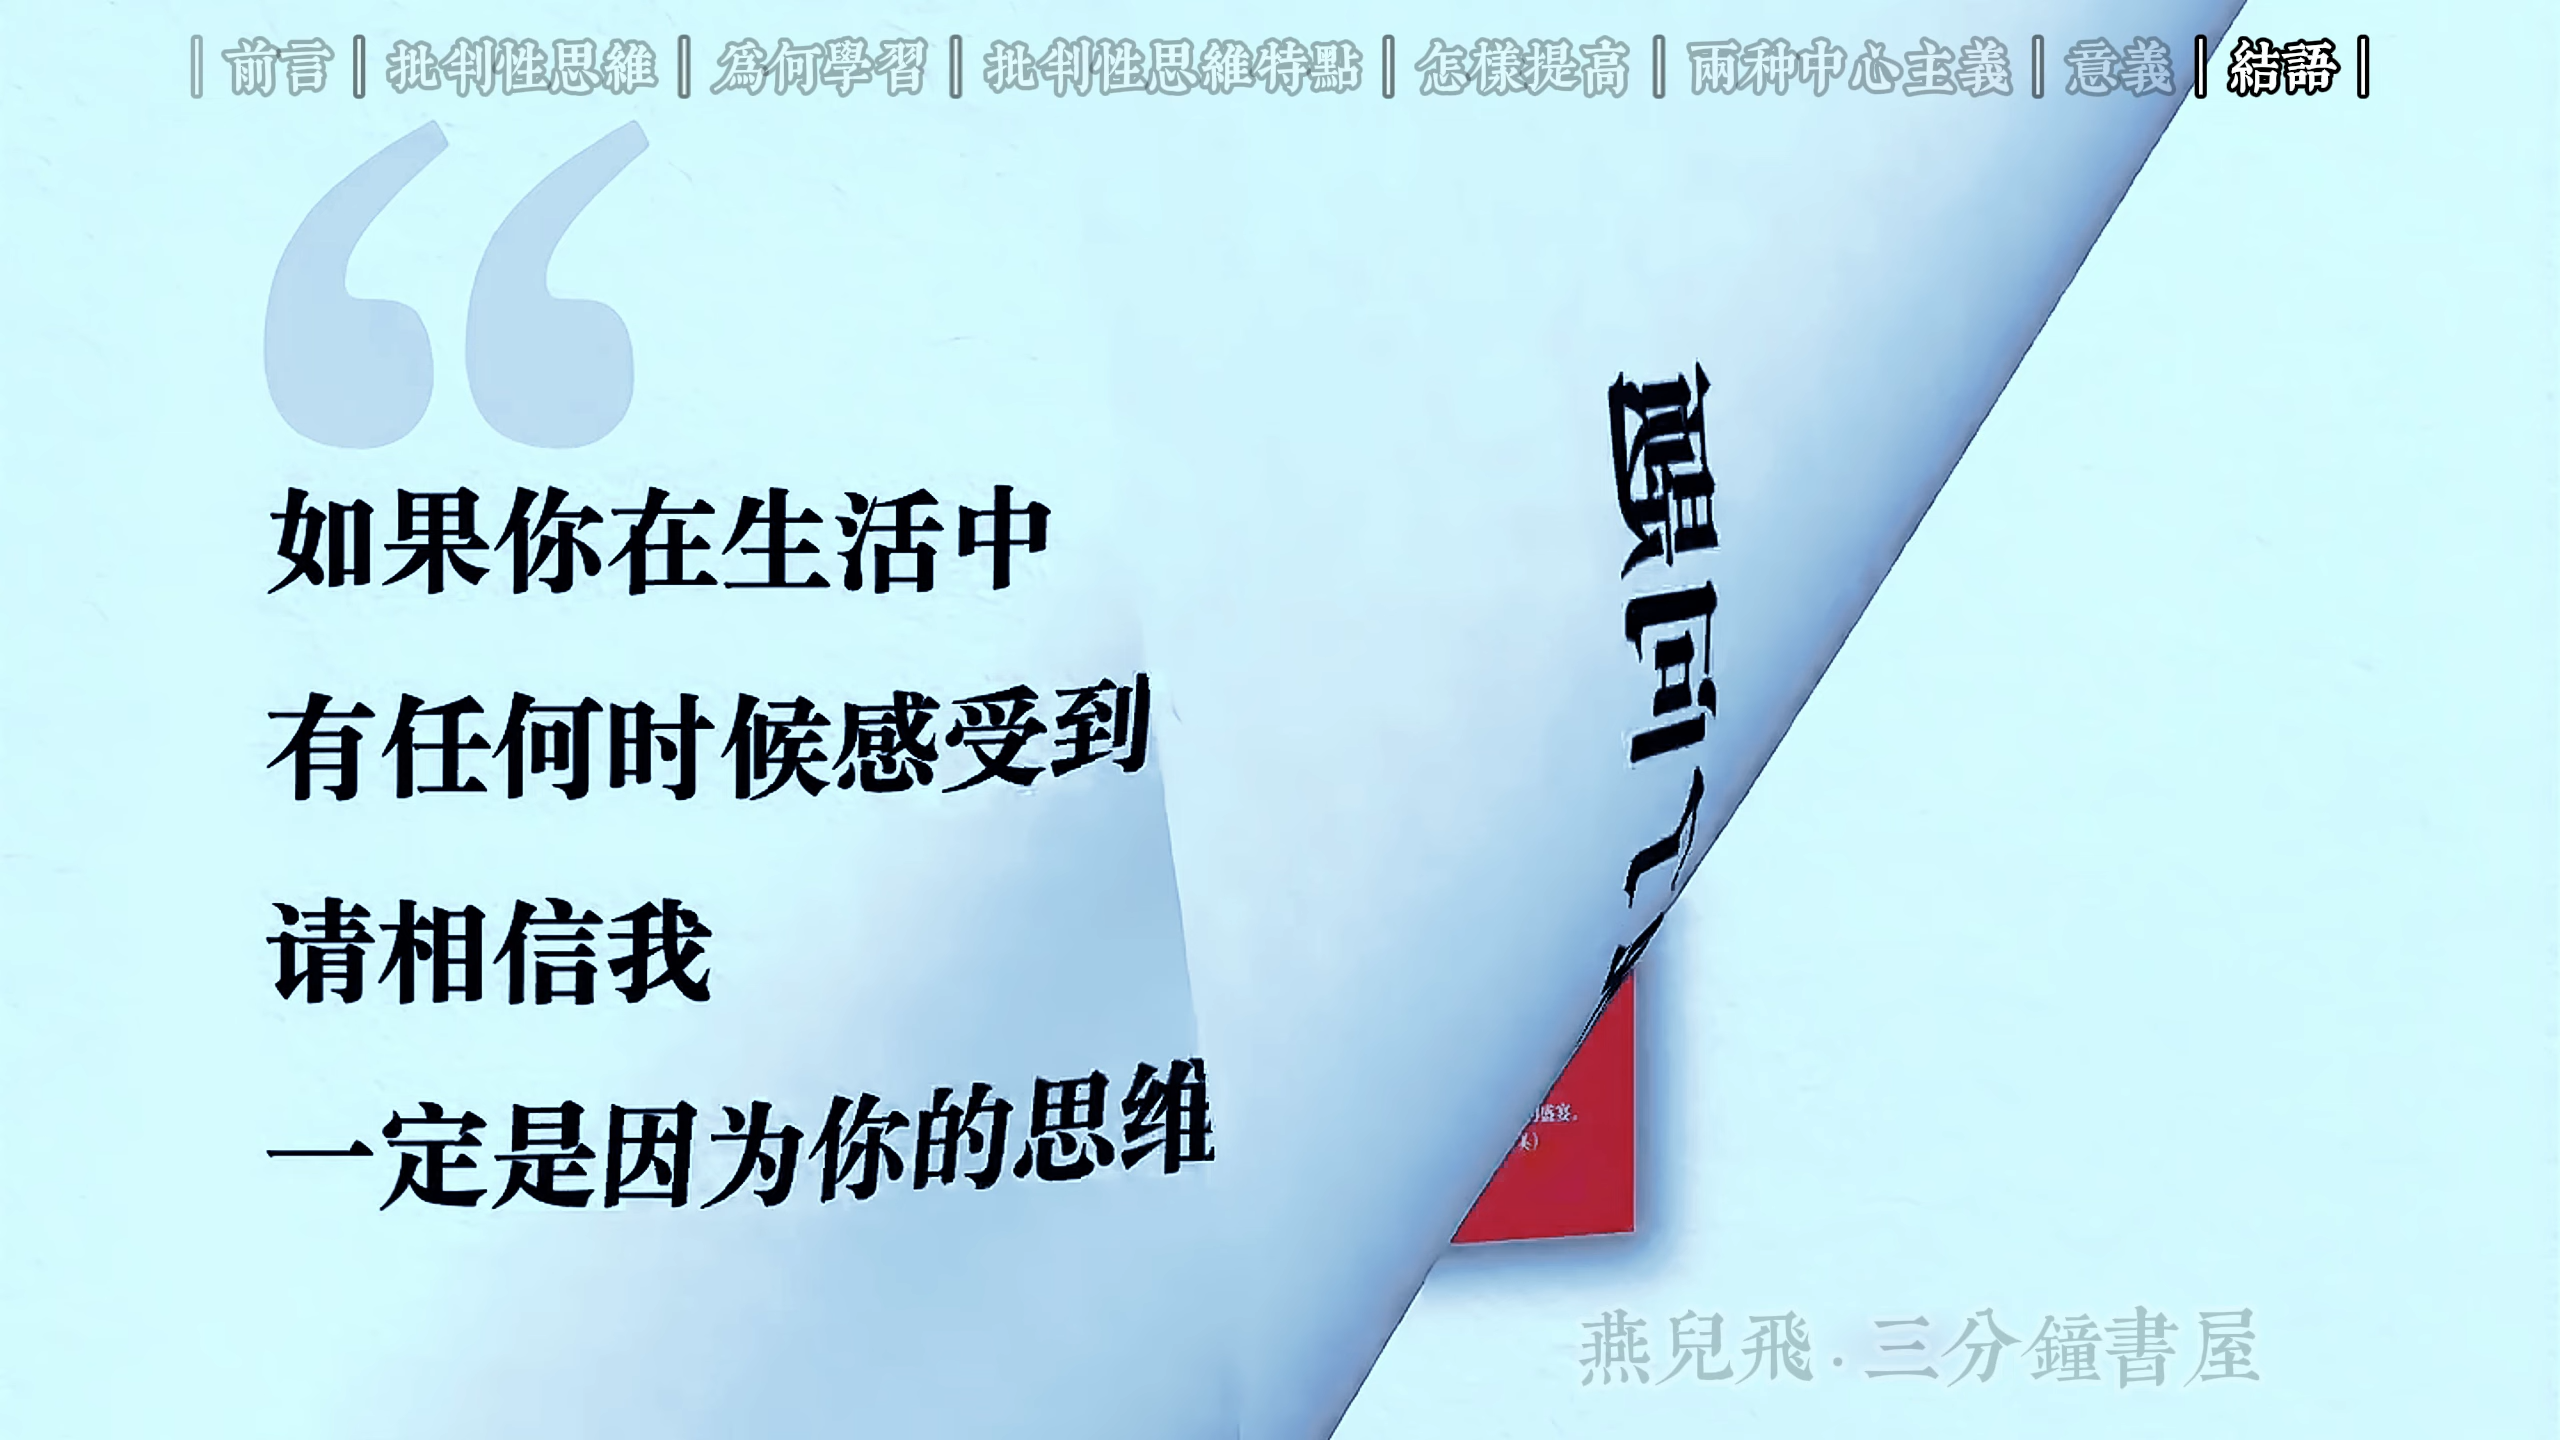 | 前言 | 批判性思維 | 爲何學習 | 批判性思維特點 | 怎樣提高 | 兩种中心主義 | 意義 | 結語 |
如果你在生活中
有任何时候感受到
请相信我
一定是因为你的思维
盛宴。
燕兒飛·三分鐘書屋